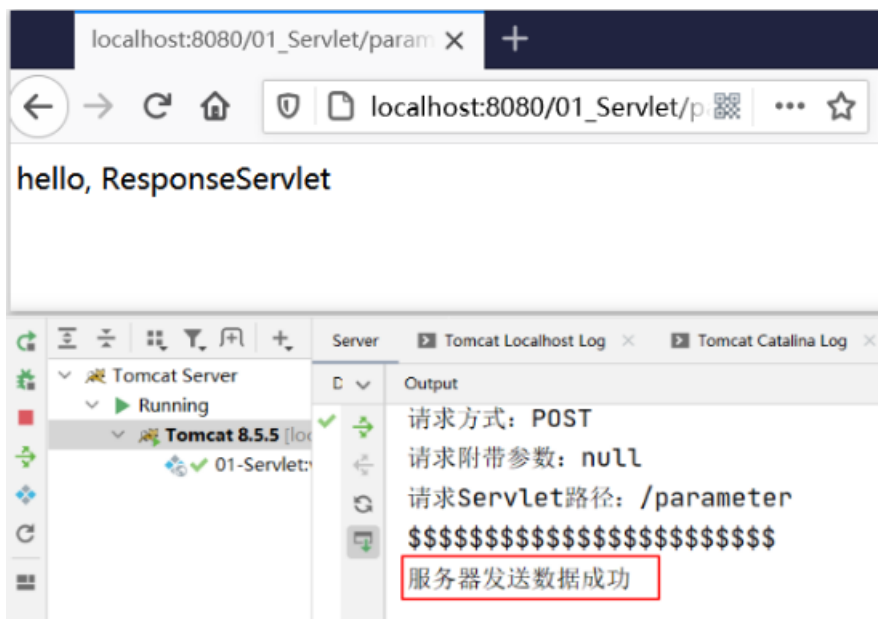 localhost:8080/01_Servlet/param
localhost:8080/01_Servlet/p
hello, ResponseServlet
Server
Tomcat Localhost Log
Tomcat Catalina Log
Tomcat Server
Running
Tomcat 8.5.5 [loc
01-Servlet:
D
Output
请求方式: POST
请求附带参数: null
请求Servlet路径: /parameter
$$$$$$$$$$$$$$$$$$$$$$$$
服务器发送数据成功